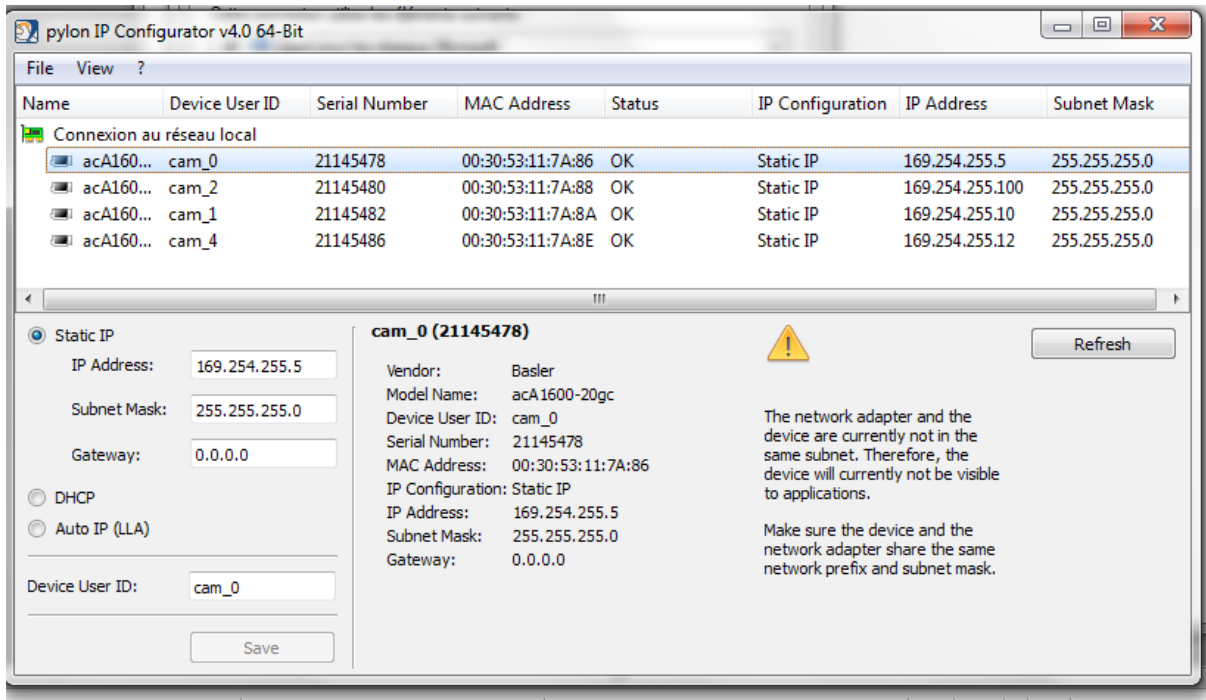 pylon IP Configurator v4.0 64-Bit
File View ?
Name Device User ID Serial Number MAC Address Status IP Configuration IP Address Subnet Mask
Connexion au réseau local
acA160... cam_0 21145478 00:30:53:11:7A:86 OK Static IP 169.254.255.5 255.255.255.0
acA160... cam_2 21145480 00:30:53:11:7A:88 OK Static IP 169.254.255.100 255.255.255.0
acA160... cam_1 21145482 00:30:53:11:7A:8A OK Static IP 169.254.255.10 255.255.255.0
acA160... cam_4 21145486 00:30:53:11:7A:8E OK Static IP 169.254.255.12 255.255.255.0
Static IP
IP Address: 169.254.255.5
Subnet Mask: 255.255.255.0
Gateway: 0.0.0.0
DHCP
Auto IP (LLA)
Device User ID: cam_0
Save
cam_0 (21145478)
Vendor: Basler
Model Name: acA1600-20gc
Device User ID: cam_0
Serial Number: 21145478
MAC Address: 00:30:53:11:7A:86
IP Configuration: Static IP
IP Address: 169.254.255.5
Subnet Mask: 255.255.255.0
Gateway: 0.0.0.0
The network adapter and the
device are currently not in the
same subnet. Therefore, the
device will currently not be visible
to applications.
Make sure the device and the
network adapter share the same
network prefix and subnet mask.
Refresh